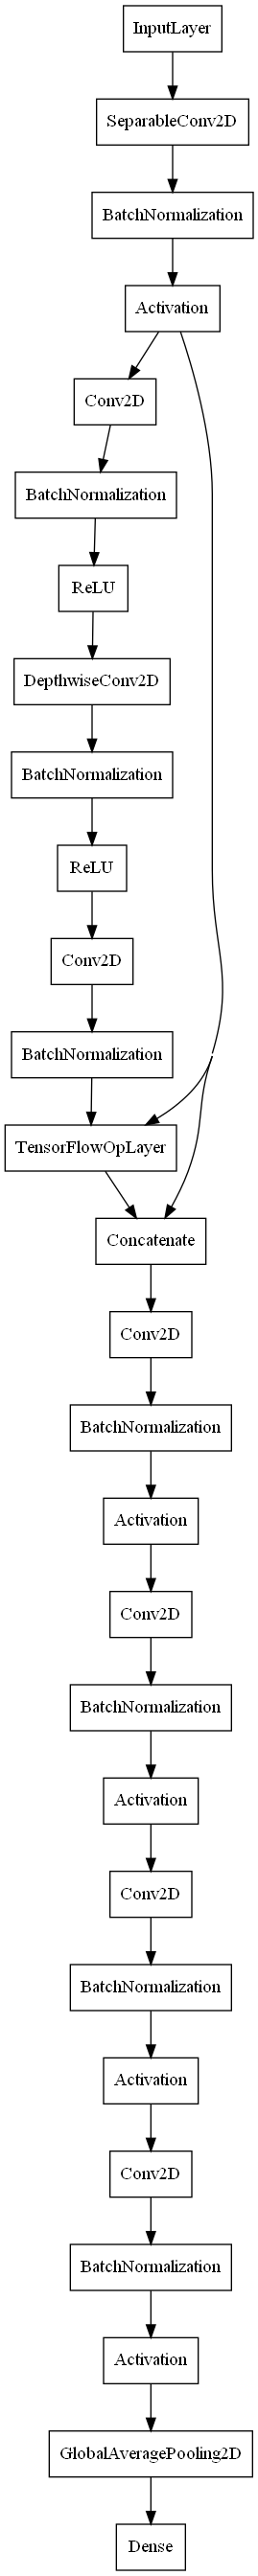 InputLayer
SeparableConv2D
BatchNormalization
Activation
Conv2D
BatchNormalization
ReLU
DepthwiseConv2D
BatchNormalization
ReLU
Conv2D
BatchNormalization
TensorFlowOpLayer
Concatenate
Conv2D
BatchNormalization
Activation
Conv2D
BatchNormalization
Activation
Conv2D
BatchNormalization
Activation
Conv2D
BatchNormalization
Activation
GlobalAveragePooling2D
Dense